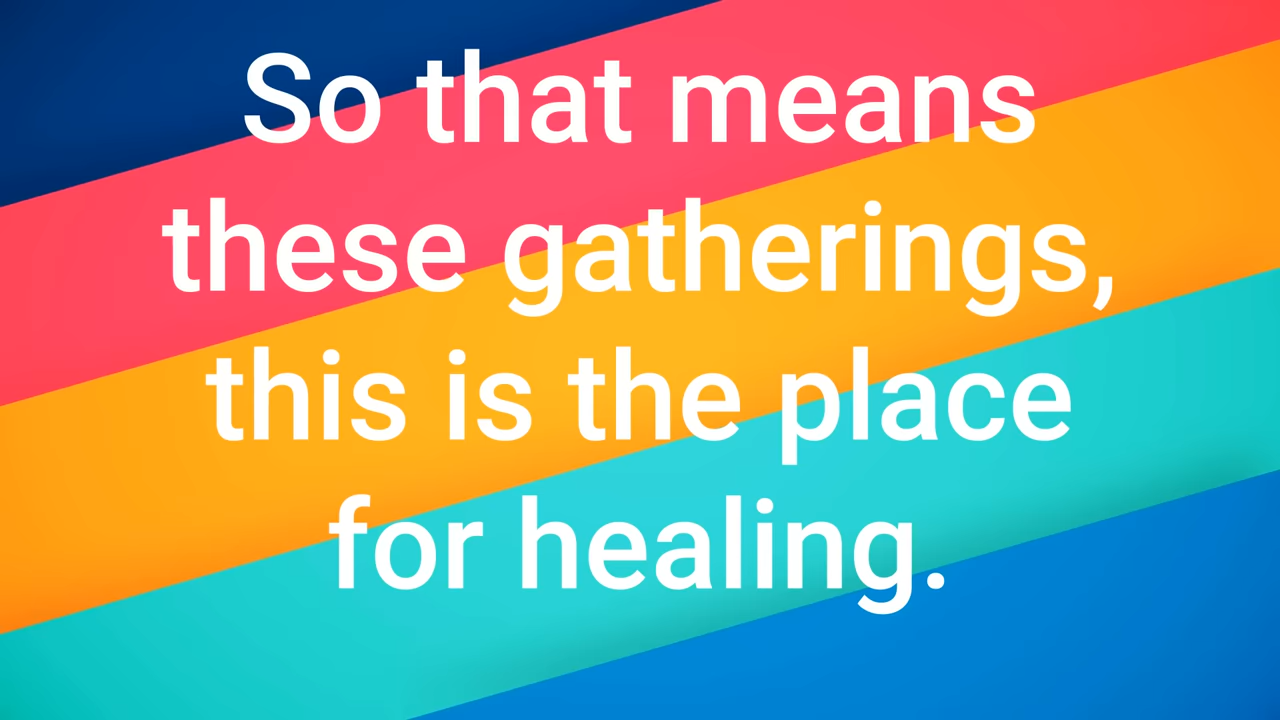 So that means
these gatherings,
this is the place
for healing.